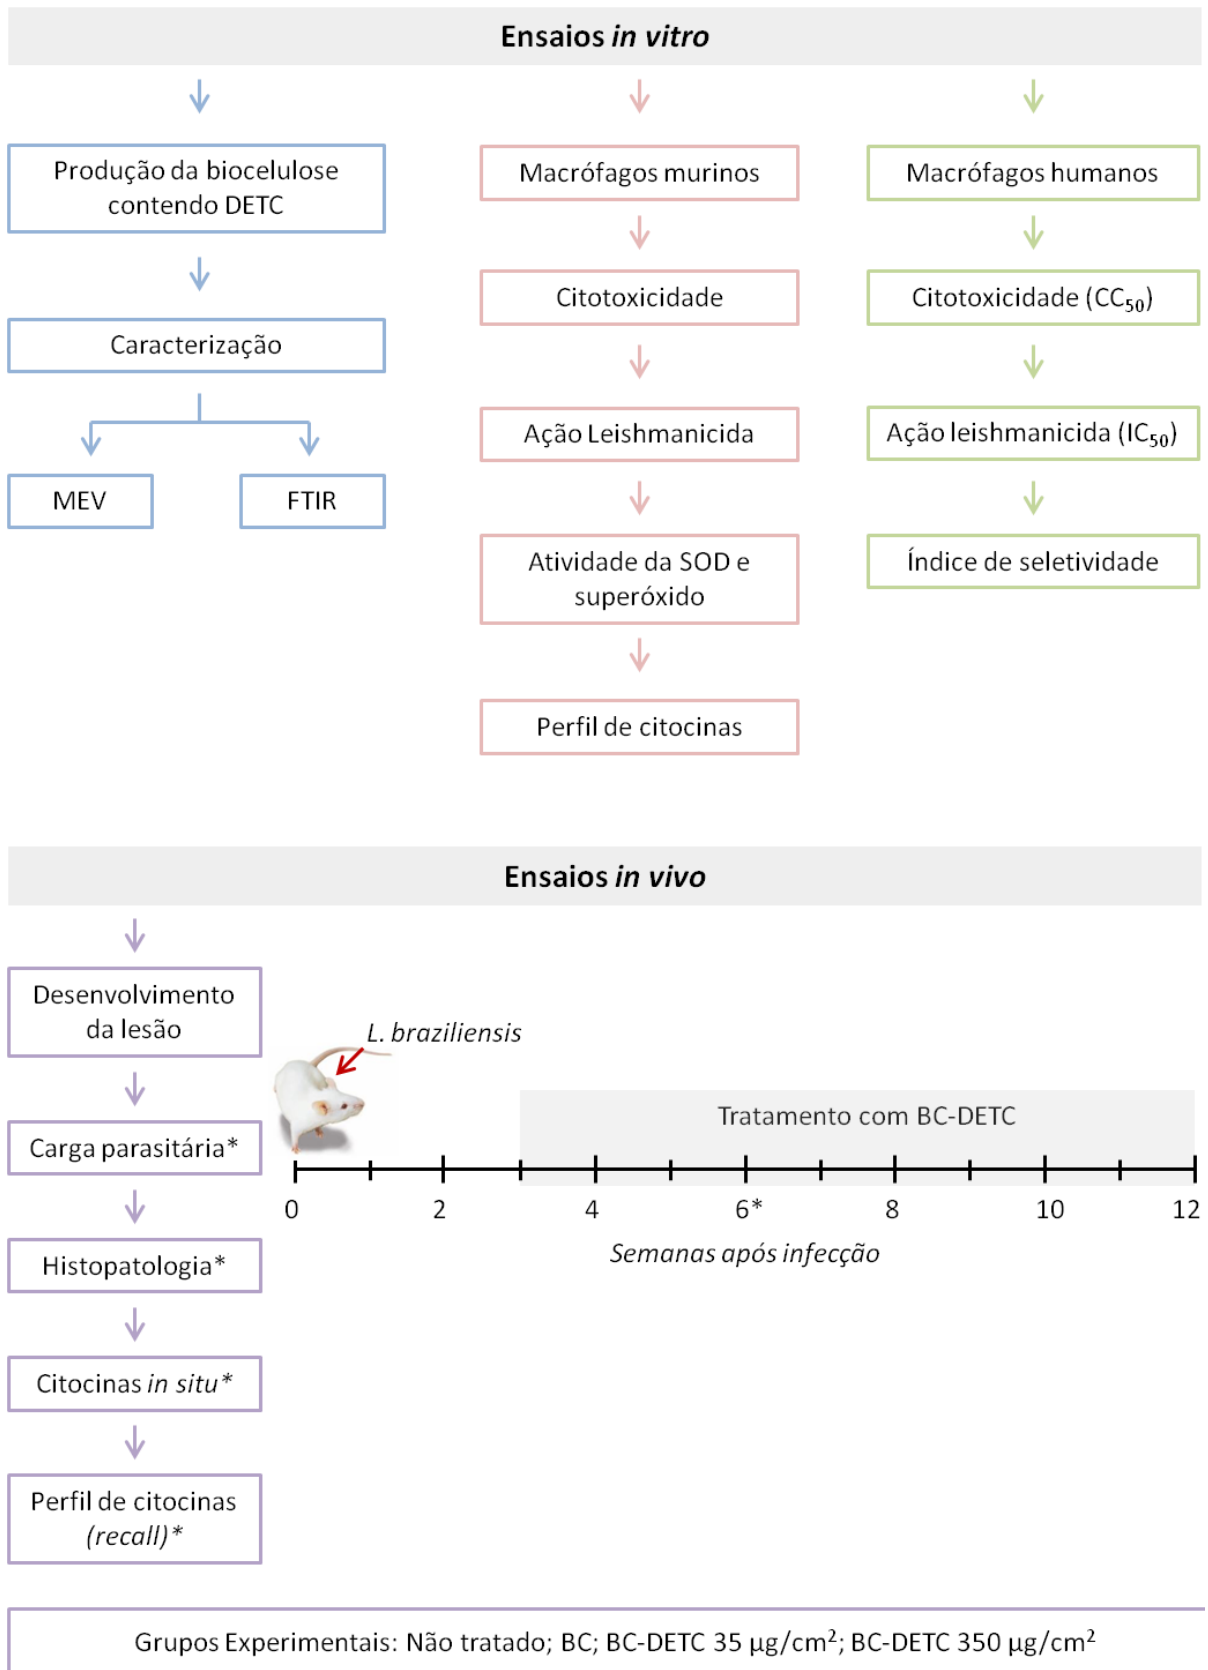 Ensaios in vitro
Produção da biocelulose
contendo DETC
Caracterização
MEV
FTIR
Macrófagos murinos
Citotoxicidade
Ação Leishmanicida
Atividade da SOD e
superóxido
Perfil de citocinas
Macrófagos humanos
Citotoxicidade (CC₅₀)
Ação leishmanicida (IC₅₀)
Índice de seletividade
Ensaios in vivo
Desenvolvimento
da lesão
Carga parasitária*
Histopatologia*
Citocinas in situ*
Perfil de citocinas
(recall)*
L. braziliensis
Tratamento com BC-DETC
0 2 4 6* 8 10 12
Semanas após infecção
Grupos Experimentais: Não tratado; BC; BC-DETC 35 µg/cm²; BC-DETC 350 µg/cm²